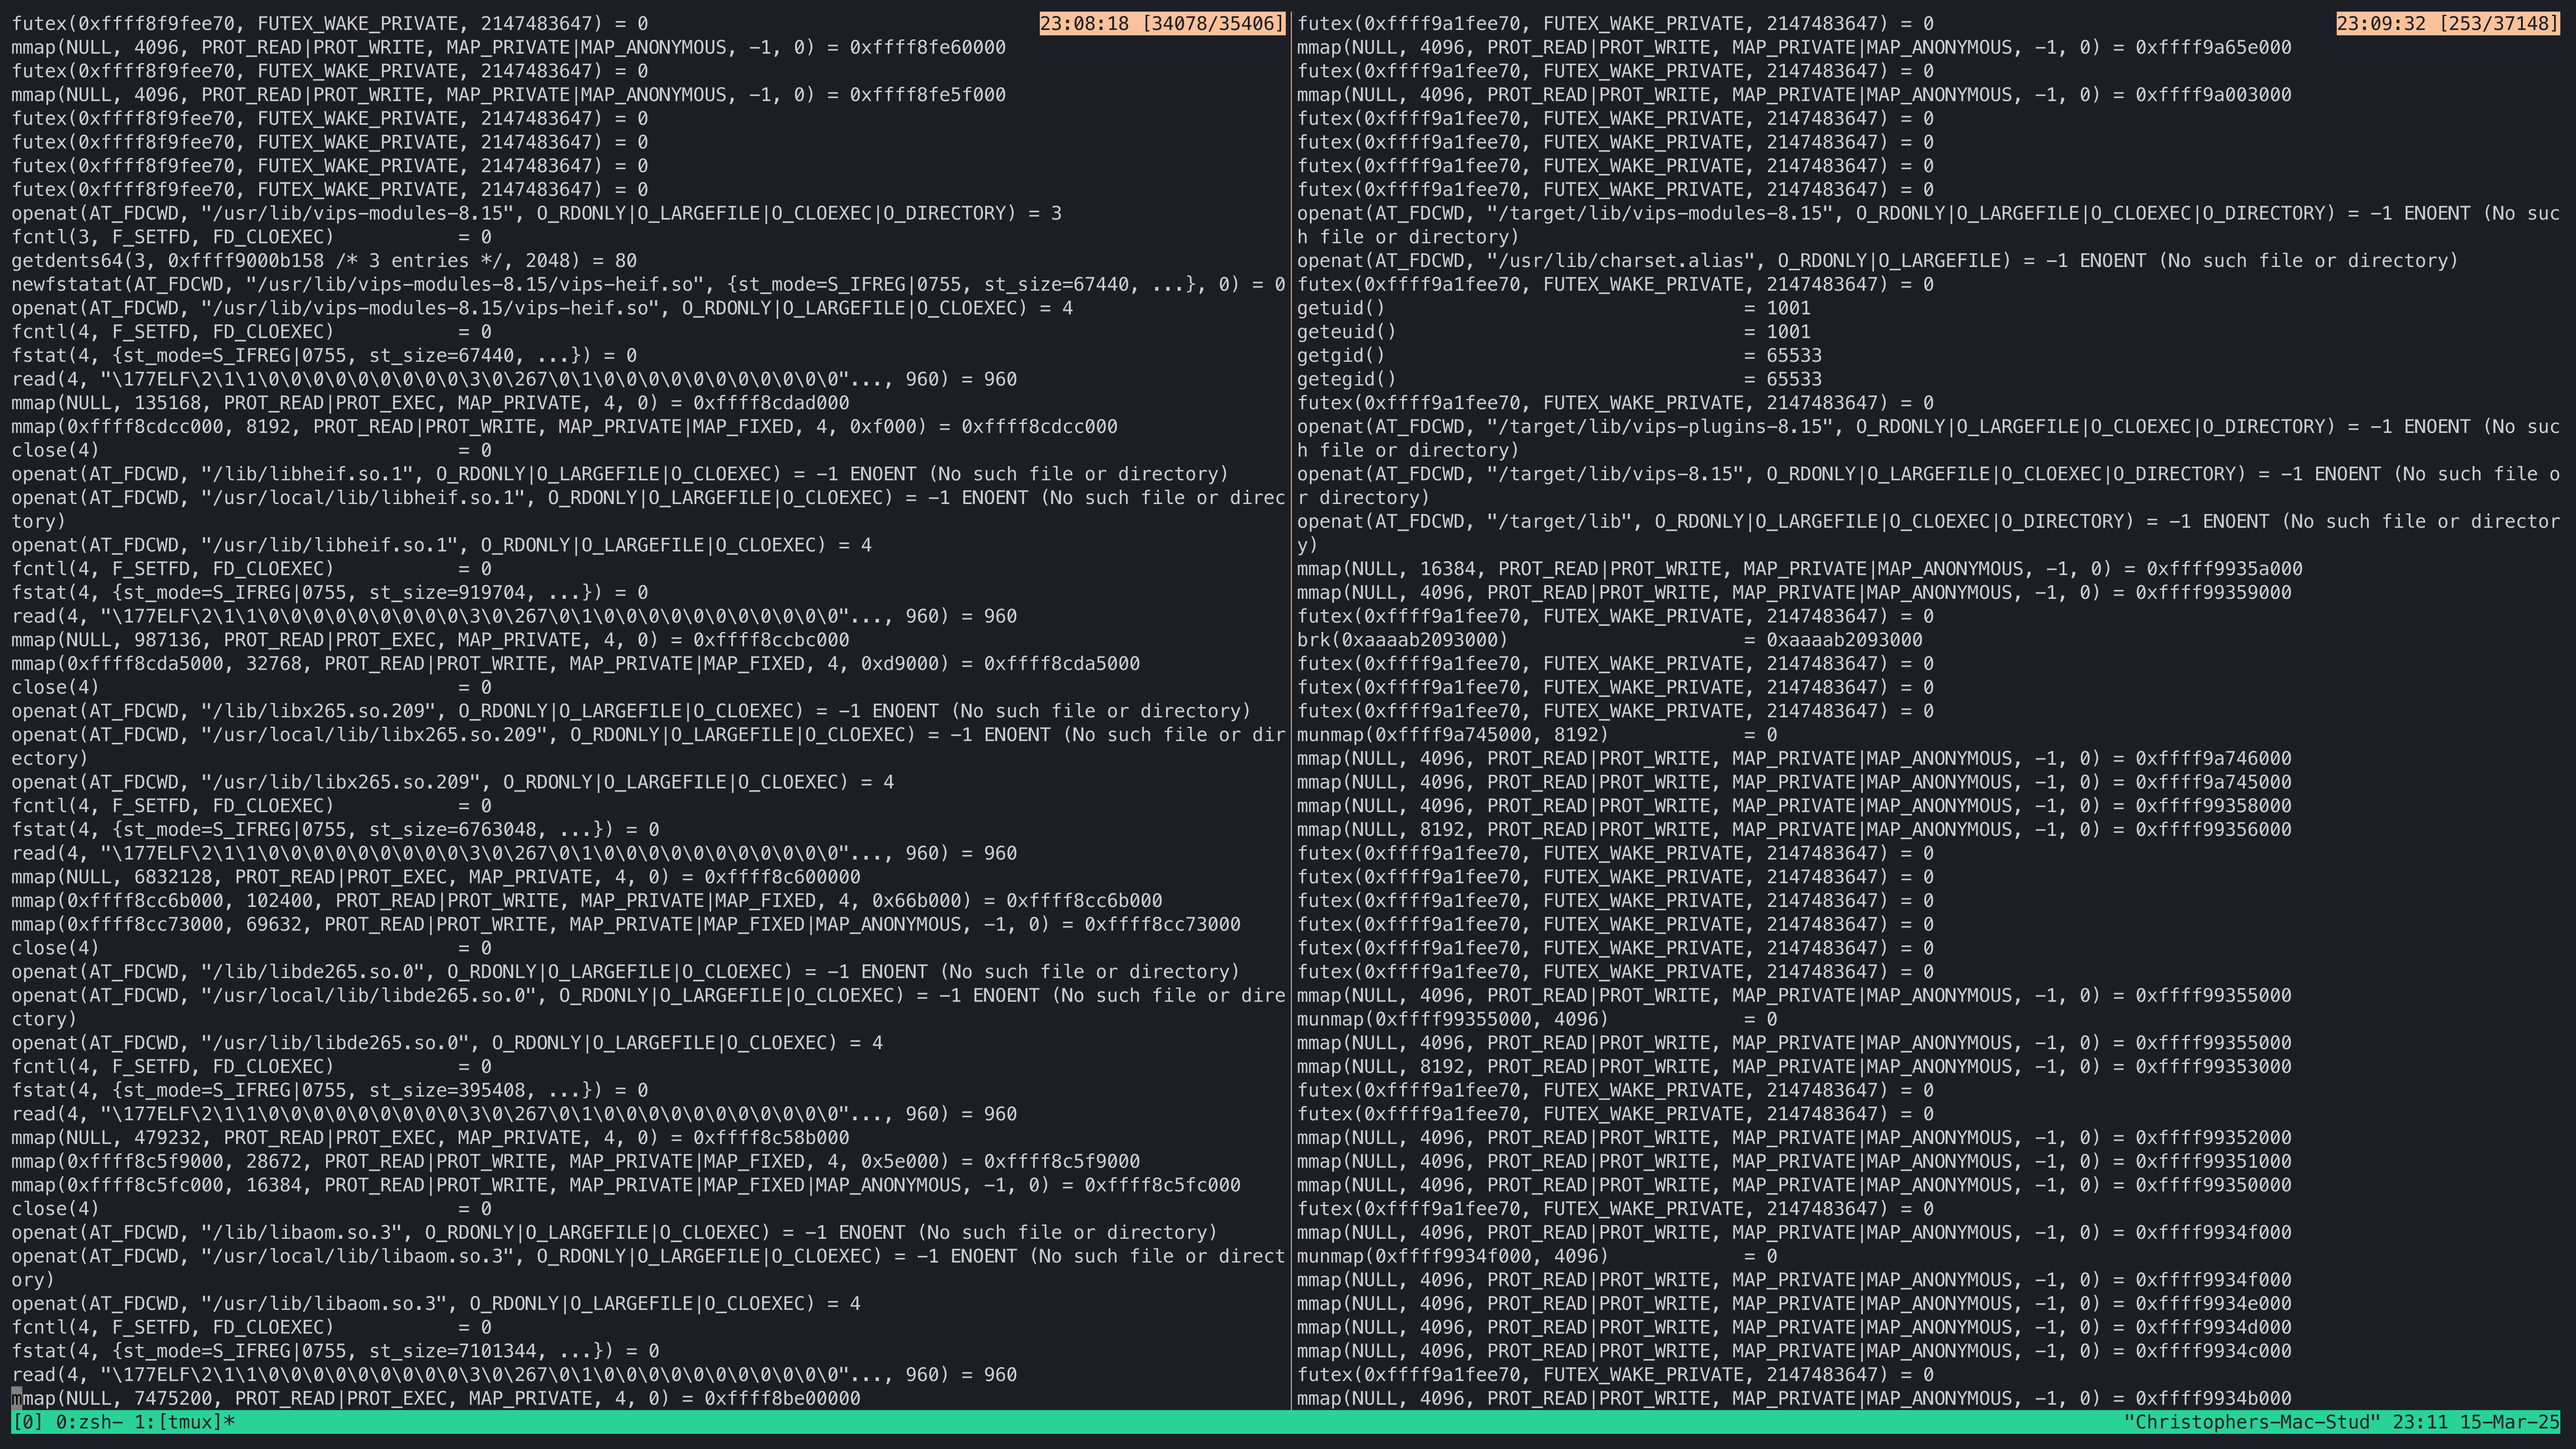 futex(0xffff8f9fee70, FUTEX_WAKE_PRIVATE, 2147483647) = 0
23:08:18 [34078/35406]
mmap(NULL, 4096, PROT_READ|PROT_WRITE, MAP_PRIVATE|MAP_ANONYMOUS, -1, 0) = 0xffff8fe60000
futex(0xffff8f9fee70, FUTEX_WAKE_PRIVATE, 2147483647) = 0
mmap(NULL, 4096, PROT_READ|PROT_WRITE, MAP_PRIVATE|MAP_ANONYMOUS, -1, 0) = 0xffff8fe5f000
futex(0xffff8f9fee70, FUTEX_WAKE_PRIVATE, 2147483647) = 0
futex(0xffff8f9fee70, FUTEX_WAKE_PRIVATE, 2147483647) = 0
futex(0xffff8f9fee70, FUTEX_WAKE_PRIVATE, 2147483647) = 0
futex(0xffff8f9fee70, FUTEX_WAKE_PRIVATE, 2147483647) = 0
openat(AT_FDCWD, "/usr/lib/vips-modules-8.15", O_RDONLY|O_LARGEFILE|O_CLOEXEC|O_DIRECTORY) = 3
fcntl(3, F_SETFD, FD_CLOEXEC)           = 0
getdents64(3, 0xffff9000b158 /* 3 entries */, 2048) = 80
newfstatat(AT_FDCWD, "/usr/lib/vips-modules-8.15/vips-heif.so", {st_mode=S_IFREG|0755, st_size=67440, ...}, 0) = 0
openat(AT_FDCWD, "/usr/lib/vips-modules-8.15/vips-heif.so", O_RDONLY|O_LARGEFILE|O_CLOEXEC) = 4
fcntl(4, F_SETFD, FD_CLOEXEC)           = 0
fstat(4, {st_mode=S_IFREG|0755, st_size=67440, ...}) = 0
read(4, "\177ELF\2\1\1\0\0\0\0\0\0\0\0\0\3\0\267\0\1\0\0\0\0\0\0\0\0\0\0\0"..., 960) = 960
mmap(NULL, 135168, PROT_READ|PROT_EXEC, MAP_PRIVATE, 4, 0) = 0xffff8cdad000
mmap(0xffff8cdcc000, 8192, PROT_READ|PROT_WRITE, MAP_PRIVATE|MAP_FIXED, 4, 0xf000) = 0xffff8cdcc000
close(4)                                = 0
openat(AT_FDCWD, "/lib/libheif.so.1", O_RDONLY|O_LARGEFILE|O_CLOEXEC) = -1 ENOENT (No such file or directory)
openat(AT_FDCWD, "/usr/local/lib/libheif.so.1", O_RDONLY|O_LARGEFILE|O_CLOEXEC) = -1 ENOENT (No such file or direc
tory)
openat(AT_FDCWD, "/usr/lib/libheif.so.1", O_RDONLY|O_LARGEFILE|O_CLOEXEC) = 4
fcntl(4, F_SETFD, FD_CLOEXEC)           = 0
fstat(4, {st_mode=S_IFREG|0755, st_size=919704, ...}) = 0
read(4, "\177ELF\2\1\1\0\0\0\0\0\0\0\0\0\3\0\267\0\1\0\0\0\0\0\0\0\0\0\0\0"..., 960) = 960
mmap(NULL, 987136, PROT_READ|PROT_EXEC, MAP_PRIVATE, 4, 0) = 0xffff8ccbc000
mmap(0xffff8cda5000, 32768, PROT_READ|PROT_WRITE, MAP_PRIVATE|MAP_FIXED, 4, 0xd9000) = 0xffff8cda5000
close(4)                                = 0
openat(AT_FDCWD, "/lib/libx265.so.209", O_RDONLY|O_LARGEFILE|O_CLOEXEC) = -1 ENOENT (No such file or directory)
openat(AT_FDCWD, "/usr/local/lib/libx265.so.209", O_RDONLY|O_LARGEFILE|O_CLOEXEC) = -1 ENOENT (No such file or dir
ectory)
openat(AT_FDCWD, "/usr/lib/libx265.so.209", O_RDONLY|O_LARGEFILE|O_CLOEXEC) = 4
fcntl(4, F_SETFD, FD_CLOEXEC)           = 0
fstat(4, {st_mode=S_IFREG|0755, st_size=6763048, ...}) = 0
read(4, "\177ELF\2\1\1\0\0\0\0\0\0\0\0\0\3\0\267\0\1\0\0\0\0\0\0\0\0\0\0\0"..., 960) = 960
mmap(NULL, 6832128, PROT_READ|PROT_EXEC, MAP_PRIVATE, 4, 0) = 0xffff8c600000
mmap(0xffff8cc6b000, 102400, PROT_READ|PROT_WRITE, MAP_PRIVATE|MAP_FIXED, 4, 0x66b000) = 0xffff8cc6b000
mmap(0xffff8cc73000, 69632, PROT_READ|PROT_WRITE, MAP_PRIVATE|MAP_FIXED|MAP_ANONYMOUS, -1, 0) = 0xffff8cc73000
close(4)                                = 0
openat(AT_FDCWD, "/lib/libde265.so.0", O_RDONLY|O_LARGEFILE|O_CLOEXEC) = -1 ENOENT (No such file or directory)
openat(AT_FDCWD, "/usr/local/lib/libde265.so.0", O_RDONLY|O_LARGEFILE|O_CLOEXEC) = -1 ENOENT (No such file or dire
ctory)
openat(AT_FDCWD, "/usr/lib/libde265.so.0", O_RDONLY|O_LARGEFILE|O_CLOEXEC) = 4
fcntl(4, F_SETFD, FD_CLOEXEC)           = 0
fstat(4, {st_mode=S_IFREG|0755, st_size=395408, ...}) = 0
read(4, "\177ELF\2\1\1\0\0\0\0\0\0\0\0\0\3\0\267\0\1\0\0\0\0\0\0\0\0\0\0\0"..., 960) = 960
mmap(NULL, 479232, PROT_READ|PROT_EXEC, MAP_PRIVATE, 4, 0) = 0xffff8c58b000
mmap(0xffff8c5f9000, 28672, PROT_READ|PROT_WRITE, MAP_PRIVATE|MAP_FIXED, 4, 0x5e000) = 0xffff8c5f9000
mmap(0xffff8c5fc000, 16384, PROT_READ|PROT_WRITE, MAP_PRIVATE|MAP_FIXED|MAP_ANONYMOUS, -1, 0) = 0xffff8c5fc000
close(4)                                = 0
openat(AT_FDCWD, "/lib/libaom.so.3", O_RDONLY|O_LARGEFILE|O_CLOEXEC) = -1 ENOENT (No such file or directory)
openat(AT_FDCWD, "/usr/local/lib/libaom.so.3", O_RDONLY|O_LARGEFILE|O_CLOEXEC) = -1 ENOENT (No such file or direct
ory)
openat(AT_FDCWD, "/usr/lib/libaom.so.3", O_RDONLY|O_LARGEFILE|O_CLOEXEC) = 4
fcntl(4, F_SETFD, FD_CLOEXEC)           = 0
fstat(4, {st_mode=S_IFREG|0755, st_size=7101344, ...}) = 0
read(4, "\177ELF\2\1\1\0\0\0\0\0\0\0\0\0\3\0\267\0\1\0\0\0\0\0\0\0\0\0\0\0"..., 960) = 960
mmap(NULL, 7475200, PROT_READ|PROT_EXEC, MAP_PRIVATE, 4, 0) = 0xffff8be00000
futex(0xffff9a1fee70, FUTEX_WAKE_PRIVATE, 2147483647) = 0
23:09:32 [253/37148]
mmap(NULL, 4096, PROT_READ|PROT_WRITE, MAP_PRIVATE|MAP_ANONYMOUS, -1, 0) = 0xffff9a65e000
futex(0xffff9a1fee70, FUTEX_WAKE_PRIVATE, 2147483647) = 0
mmap(NULL, 4096, PROT_READ|PROT_WRITE, MAP_PRIVATE|MAP_ANONYMOUS, -1, 0) = 0xffff9a003000
futex(0xffff9a1fee70, FUTEX_WAKE_PRIVATE, 2147483647) = 0
futex(0xffff9a1fee70, FUTEX_WAKE_PRIVATE, 2147483647) = 0
futex(0xffff9a1fee70, FUTEX_WAKE_PRIVATE, 2147483647) = 0
futex(0xffff9a1fee70, FUTEX_WAKE_PRIVATE, 2147483647) = 0
openat(AT_FDCWD, "/target/lib/vips-modules-8.15", O_RDONLY|O_LARGEFILE|O_CLOEXEC|O_DIRECTORY) = -1 ENOENT (No suc
h file or directory)
openat(AT_FDCWD, "/usr/lib/charset.alias", O_RDONLY|O_LARGEFILE) = -1 ENOENT (No such file or directory)
futex(0xffff9a1fee70, FUTEX_WAKE_PRIVATE, 2147483647) = 0
getuid()                                = 1001
geteuid()                               = 1001
getgid()                                = 65533
getegid()                               = 65533
futex(0xffff9a1fee70, FUTEX_WAKE_PRIVATE, 2147483647) = 0
openat(AT_FDCWD, "/target/lib/vips-plugins-8.15", O_RDONLY|O_LARGEFILE|O_CLOEXEC|O_DIRECTORY) = -1 ENOENT (No suc
h file or directory)
openat(AT_FDCWD, "/target/lib/vips-8.15", O_RDONLY|O_LARGEFILE|O_CLOEXEC|O_DIRECTORY) = -1 ENOENT (No such file o
r directory)
openat(AT_FDCWD, "/target/lib", O_RDONLY|O_LARGEFILE|O_CLOEXEC|O_DIRECTORY) = -1 ENOENT (No such file or director
y)
mmap(NULL, 16384, PROT_READ|PROT_WRITE, MAP_PRIVATE|MAP_ANONYMOUS, -1, 0) = 0xffff9935a000
mmap(NULL, 4096, PROT_READ|PROT_WRITE, MAP_PRIVATE|MAP_ANONYMOUS, -1, 0) = 0xffff99359000
futex(0xffff9a1fee70, FUTEX_WAKE_PRIVATE, 2147483647) = 0
brk(0xaaaab2093000)                     = 0xaaaab2093000
futex(0xffff9a1fee70, FUTEX_WAKE_PRIVATE, 2147483647) = 0
futex(0xffff9a1fee70, FUTEX_WAKE_PRIVATE, 2147483647) = 0
futex(0xffff9a1fee70, FUTEX_WAKE_PRIVATE, 2147483647) = 0
munmap(0xffff9a745000, 8192)            = 0
mmap(NULL, 4096, PROT_READ|PROT_WRITE, MAP_PRIVATE|MAP_ANONYMOUS, -1, 0) = 0xffff9a746000
mmap(NULL, 4096, PROT_READ|PROT_WRITE, MAP_PRIVATE|MAP_ANONYMOUS, -1, 0) = 0xffff9a745000
mmap(NULL, 4096, PROT_READ|PROT_WRITE, MAP_PRIVATE|MAP_ANONYMOUS, -1, 0) = 0xffff99358000
mmap(NULL, 8192, PROT_READ|PROT_WRITE, MAP_PRIVATE|MAP_ANONYMOUS, -1, 0) = 0xffff99356000
futex(0xffff9a1fee70, FUTEX_WAKE_PRIVATE, 2147483647) = 0
futex(0xffff9a1fee70, FUTEX_WAKE_PRIVATE, 2147483647) = 0
futex(0xffff9a1fee70, FUTEX_WAKE_PRIVATE, 2147483647) = 0
futex(0xffff9a1fee70, FUTEX_WAKE_PRIVATE, 2147483647) = 0
futex(0xffff9a1fee70, FUTEX_WAKE_PRIVATE, 2147483647) = 0
futex(0xffff9a1fee70, FUTEX_WAKE_PRIVATE, 2147483647) = 0
mmap(NULL, 4096, PROT_READ|PROT_WRITE, MAP_PRIVATE|MAP_ANONYMOUS, -1, 0) = 0xffff99355000
munmap(0xffff99355000, 4096)            = 0
mmap(NULL, 4096, PROT_READ|PROT_WRITE, MAP_PRIVATE|MAP_ANONYMOUS, -1, 0) = 0xffff99355000
mmap(NULL, 8192, PROT_READ|PROT_WRITE, MAP_PRIVATE|MAP_ANONYMOUS, -1, 0) = 0xffff99353000
futex(0xffff9a1fee70, FUTEX_WAKE_PRIVATE, 2147483647) = 0
futex(0xffff9a1fee70, FUTEX_WAKE_PRIVATE, 2147483647) = 0
mmap(NULL, 4096, PROT_READ|PROT_WRITE, MAP_PRIVATE|MAP_ANONYMOUS, -1, 0) = 0xffff99352000
mmap(NULL, 4096, PROT_READ|PROT_WRITE, MAP_PRIVATE|MAP_ANONYMOUS, -1, 0) = 0xffff99351000
mmap(NULL, 4096, PROT_READ|PROT_WRITE, MAP_PRIVATE|MAP_ANONYMOUS, -1, 0) = 0xffff99350000
futex(0xffff9a1fee70, FUTEX_WAKE_PRIVATE, 2147483647) = 0
mmap(NULL, 4096, PROT_READ|PROT_WRITE, MAP_PRIVATE|MAP_ANONYMOUS, -1, 0) = 0xffff9934f000
munmap(0xffff9934f000, 4096)            = 0
mmap(NULL, 4096, PROT_READ|PROT_WRITE, MAP_PRIVATE|MAP_ANONYMOUS, -1, 0) = 0xffff9934f000
mmap(NULL, 4096, PROT_READ|PROT_WRITE, MAP_PRIVATE|MAP_ANONYMOUS, -1, 0) = 0xffff9934e000
mmap(NULL, 4096, PROT_READ|PROT_WRITE, MAP_PRIVATE|MAP_ANONYMOUS, -1, 0) = 0xffff9934d000
mmap(NULL, 4096, PROT_READ|PROT_WRITE, MAP_PRIVATE|MAP_ANONYMOUS, -1, 0) = 0xffff9934c000
futex(0xffff9a1fee70, FUTEX_WAKE_PRIVATE, 2147483647) = 0
mmap(NULL, 4096, PROT_READ|PROT_WRITE, MAP_PRIVATE|MAP_ANONYMOUS, -1, 0) = 0xffff9934b000
[0] 0:zsh- 1:[tmux]*
"Christophers-Mac-Stud" 23:11 15-Mar-25